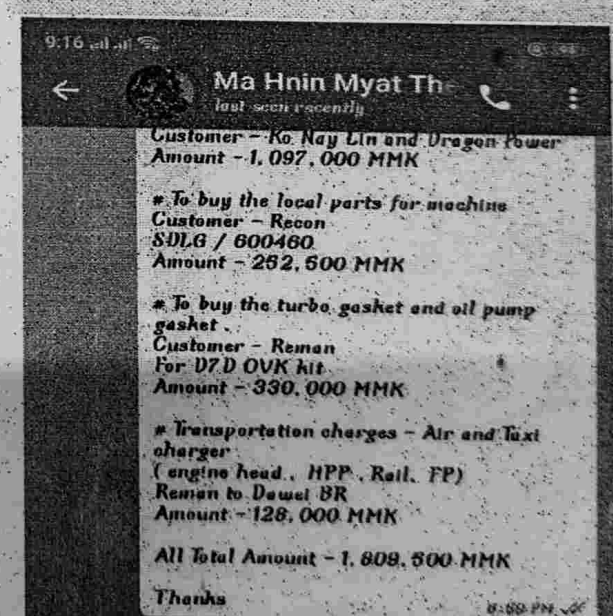 9:16
Ma Hnin Myat Th
last seen recently
Customer - Ko Nay Lin and Dragon Power
Amount - 1, 097, 000 MMK
# To buy the local parts for machine
Customer - Recon
SDLG / 600460
Amount - 252, 500 MMK
# To buy the turbo gasket and oil pump
gasket .
Customer - Reman
For D7D OVK kit
Amount - 330, 000 MMK
# Transportation charges - Air and Taxi
charger
( engine head , HPP , Rail, FP)
Reman to Dawei BR
Amount - 128, 000 MMK
All Total Amount - 1, 809, 500 MMK
Thanks
PM